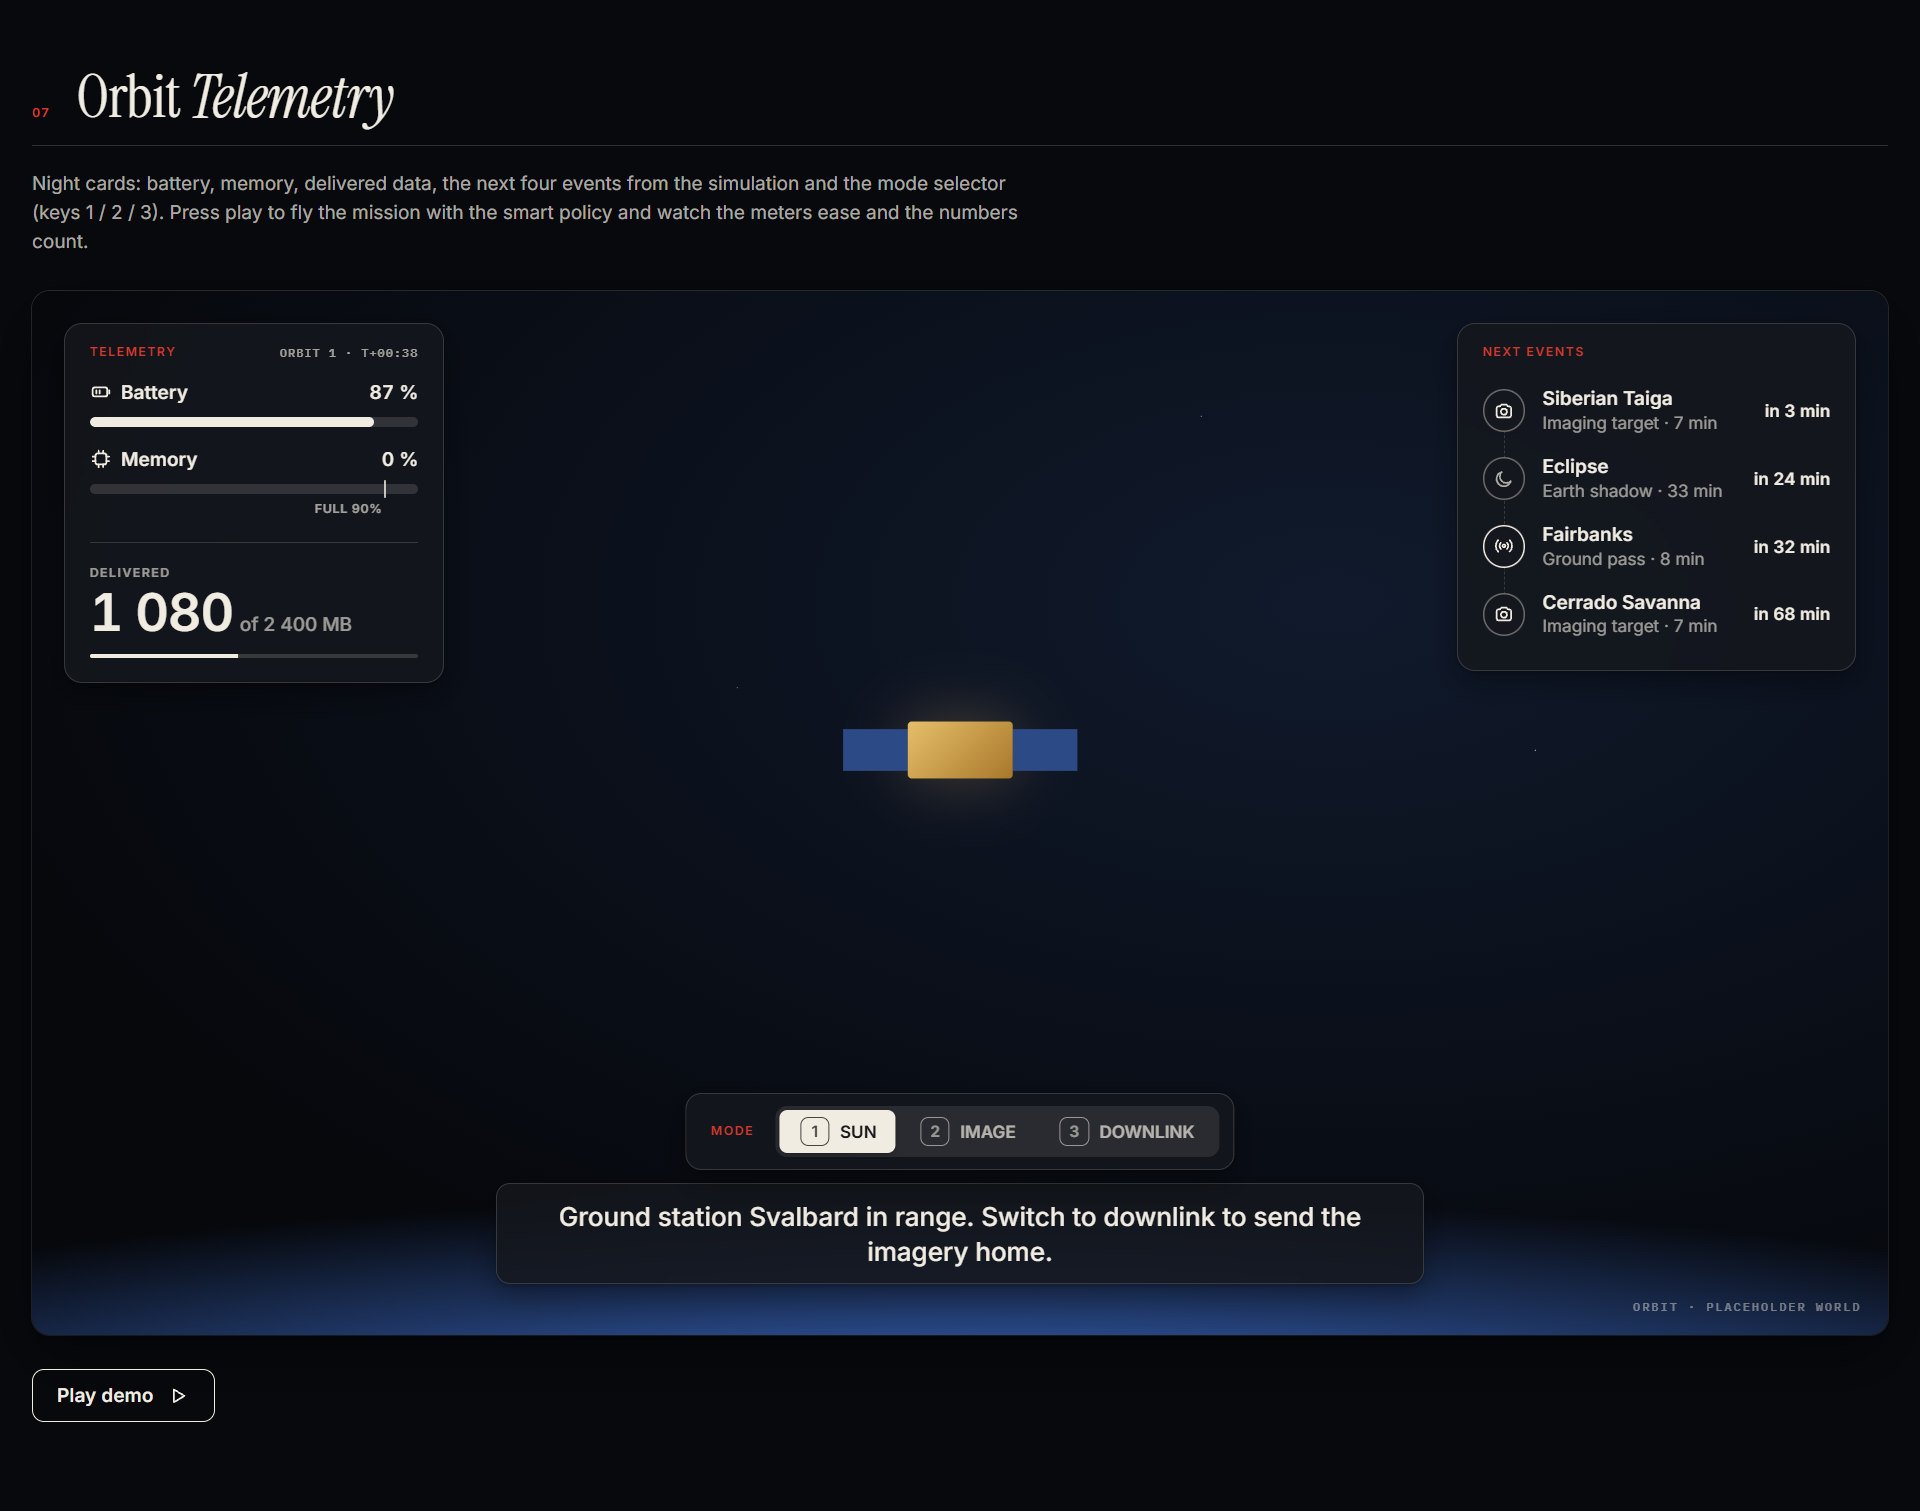 07 Orbit Telemetry
Night cards: battery, memory, delivered data, the next four events from the simulation and the mode selector
(keys 1 / 2 / 3). Press play to fly the mission with the smart policy and watch the meters ease and the numbers
count.
TELEMETRY ORBIT 1 · T+00:38
Battery 87 %
Memory 0 %
FULL 90%
DELIVERED
1 080 of 2 400 MB
NEXT EVENTS
Siberian Taiga
Imaging target · 7 min
in 3 min
Eclipse
Earth shadow · 33 min
in 24 min
Fairbanks
Ground pass · 8 min
in 32 min
Cerrado Savanna
Imaging target · 7 min
in 68 min
MODE 1 SUN 2 IMAGE 3 DOWNLINK
Ground station Svalbard in range. Switch to downlink to send the
imagery home.
ORBIT · PLACEHOLDER WORLD
Play demo